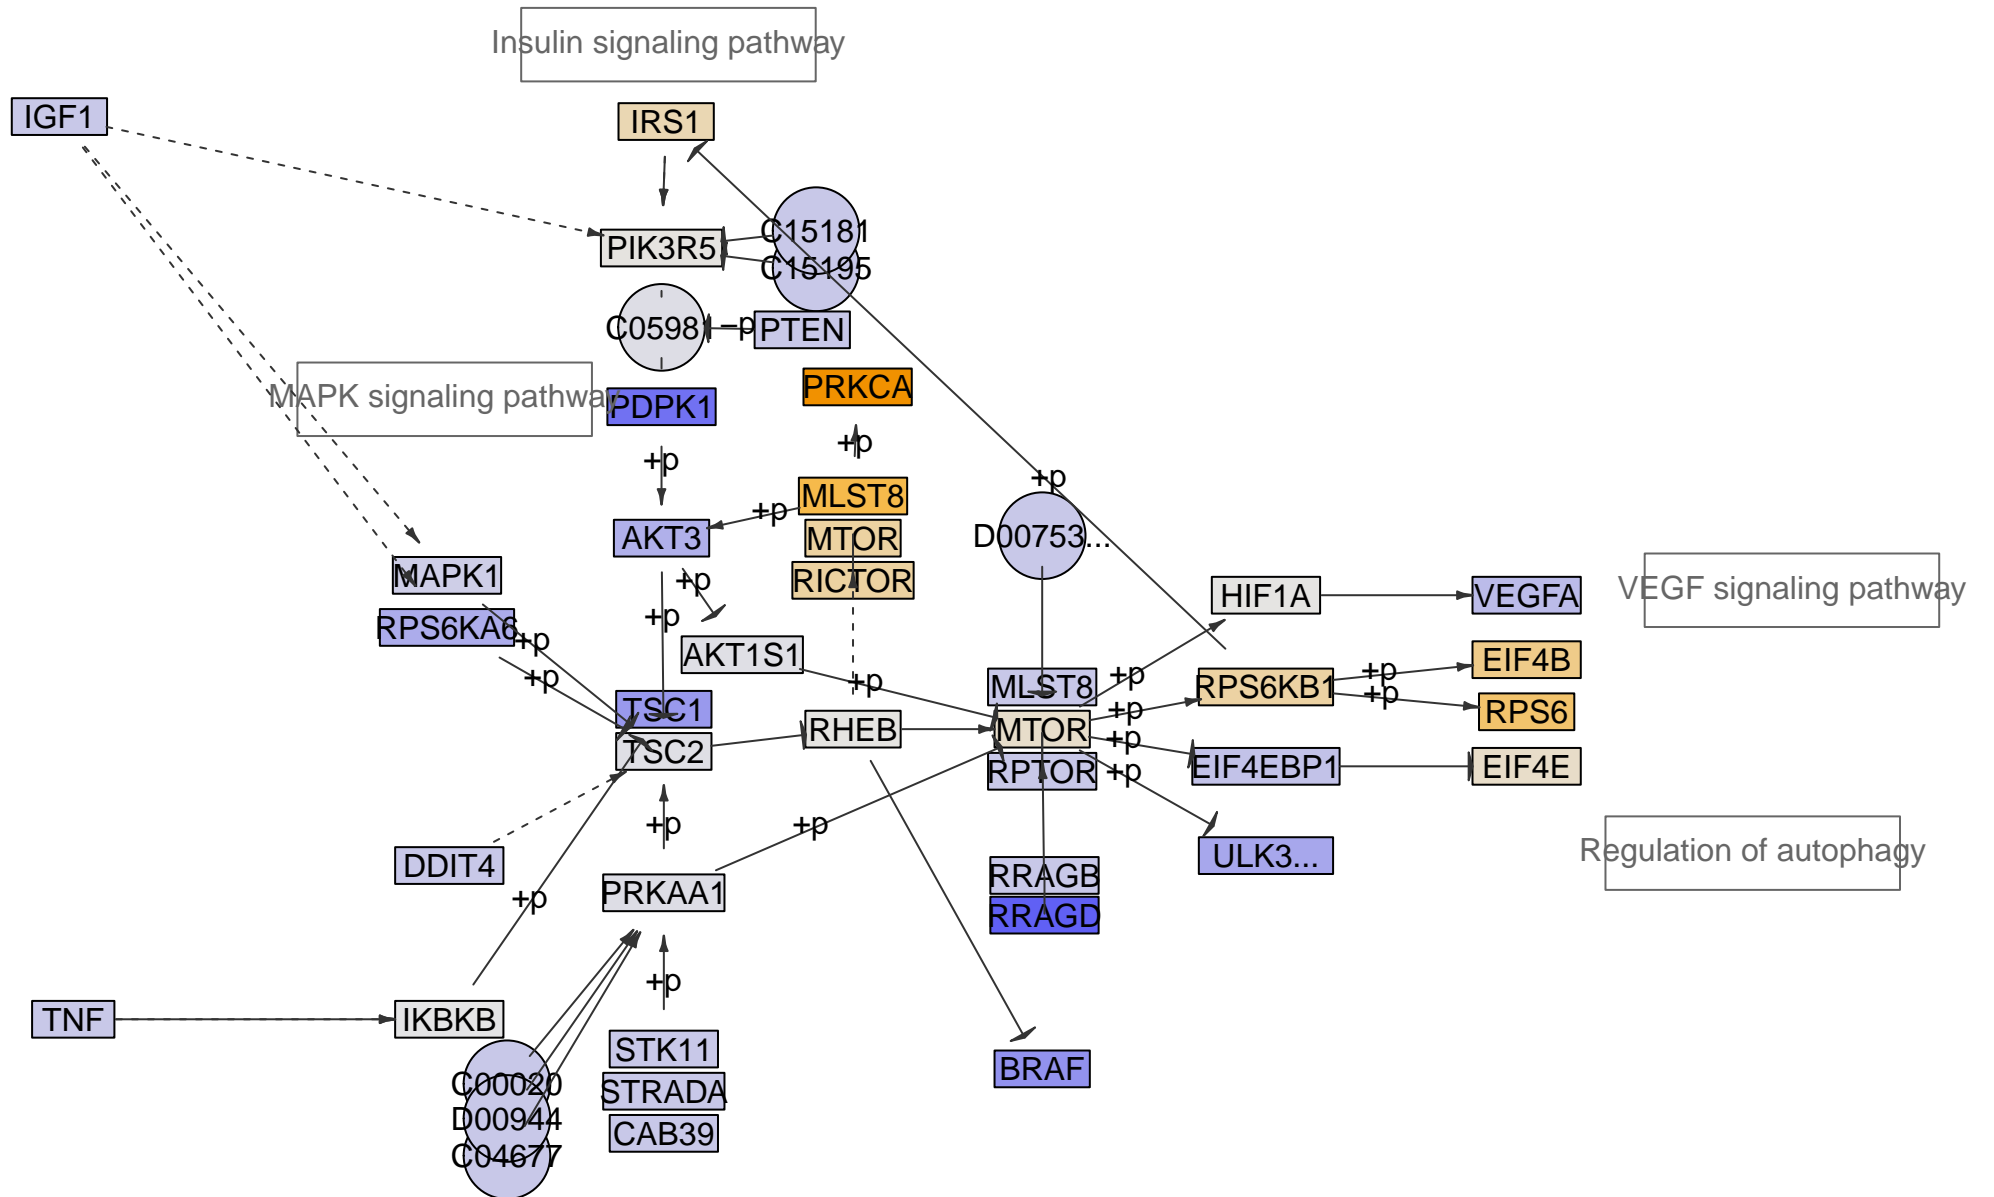 Insulin signaling pathway
IGF1
IRS1
C15181
PIK3R5
C15195
C0598
−p
PTEN
MAPK signaling pathway
PRKCA
PDPK1
+p
+p
MLST8
+p
+p
AKT3
MTOR
D00753...
MAPK1
+p
RICTOR
HIF1A
VEGFA
VEGF signaling pathway
RPS6KA6
+p
+p
AKT1S1
EIF4B
+p
+p
+p
+p
MLST8
RPS6KB1
+p
+p
TSC1
+p
RPS6
RHEB
MTOR
+p
TSC2
RPTOR
+p
EIF4EBP1
EIF4E
+p
+p
DDIT4
ULK3...
Regulation of autophagy
RRAGB
PRKAA1
+p
RRAGD
+p
TNF
IKBKB
STK11
BRAF
C00020
STRADA
D00944
CAB39
C04677